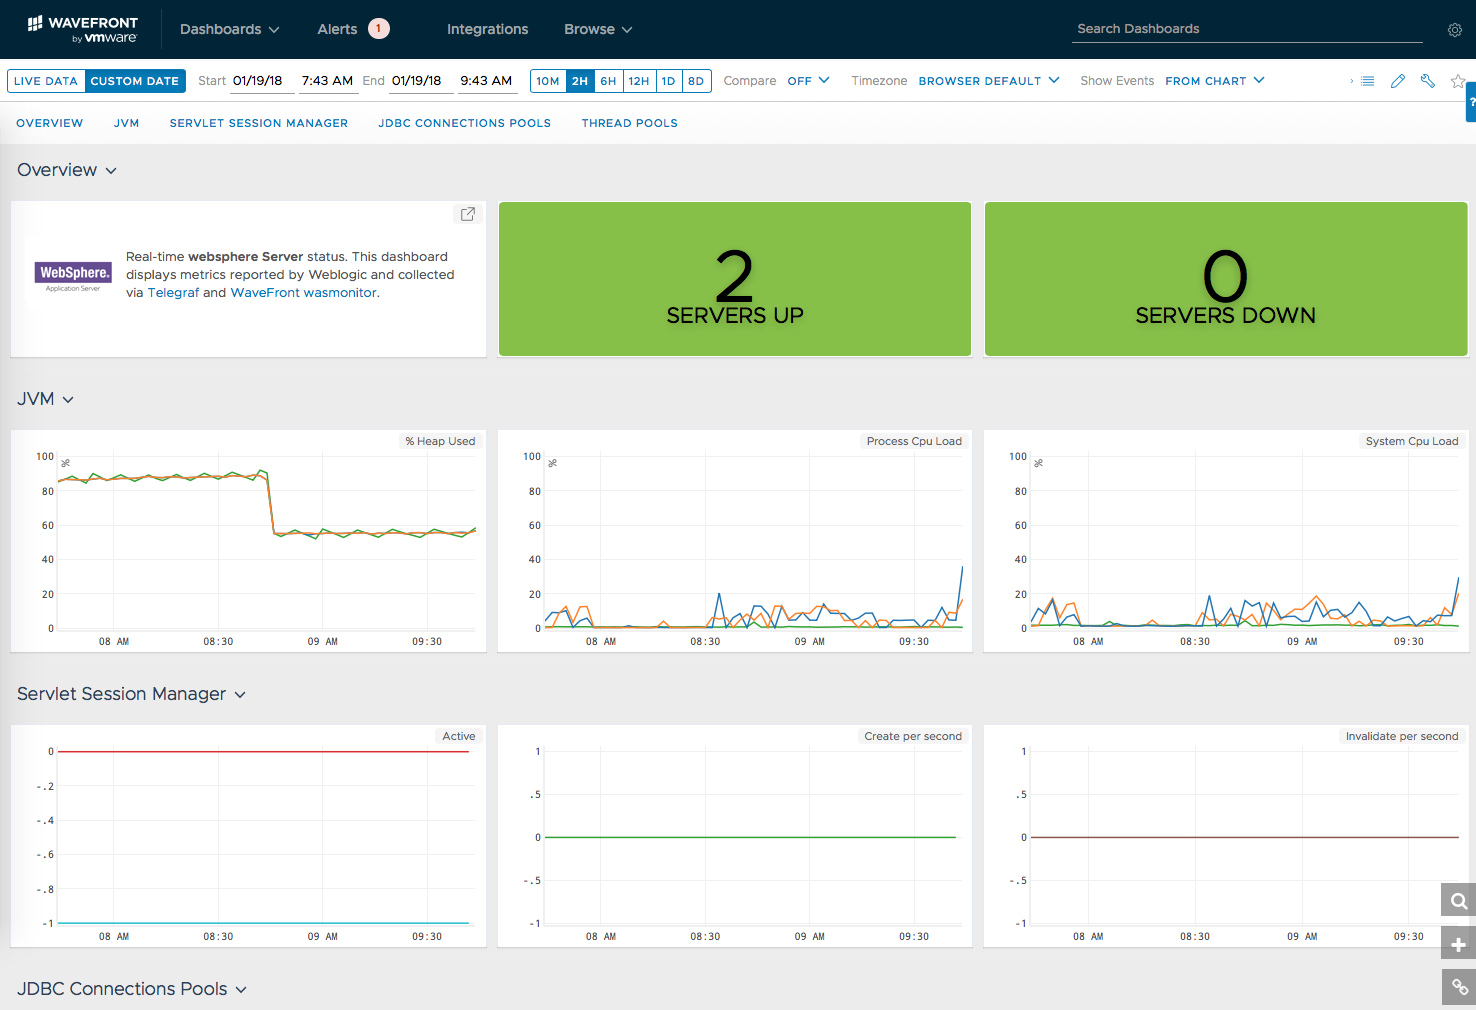 WAVEFRONT
by vmware
Dashboards Alerts 1 Integrations Browse Search Dashboards
LIVE DATA CUSTOM DATE Start 01/19/18 7:43 AM End 01/19/18 9:43 AM 10M 2H 6H 12H 1D 8D Compare OFF Timezone BROWSER DEFAULT Show Events FROM CHART
?
OVERVIEW JVM SERVLET SESSION MANAGER JDBC CONNECTIONS POOLS THREAD POOLS
Overview
WebSphere.
Application Server
Real-time websphere Server status. This dashboard
displays metrics reported by Weblogic and collected
via Telegraf and WaveFront wasmonitor.
2
SERVERS UP
0
SERVERS DOWN
JVM
% Heap Used
%
100
80
60
40
20
0
08 AM 08:30 09 AM 09:30
Process Cpu Load
%
100
80
60
40
20
0
08 AM 08:30 09 AM 09:30
System Cpu Load
%
100
80
60
40
20
0
08 AM 08:30 09 AM 09:30
Servlet Session Manager
Active
0
-.2
-.4
-.6
-.8
-1
08 AM 08:30 09 AM 09:30
Create per second
1
.5
0
-.5
-1
08 AM 08:30 09 AM 09:30
Invalidate per second
1
.5
0
-.5
-1
08 AM 08:30 09 AM 09:30
JDBC Connections Pools